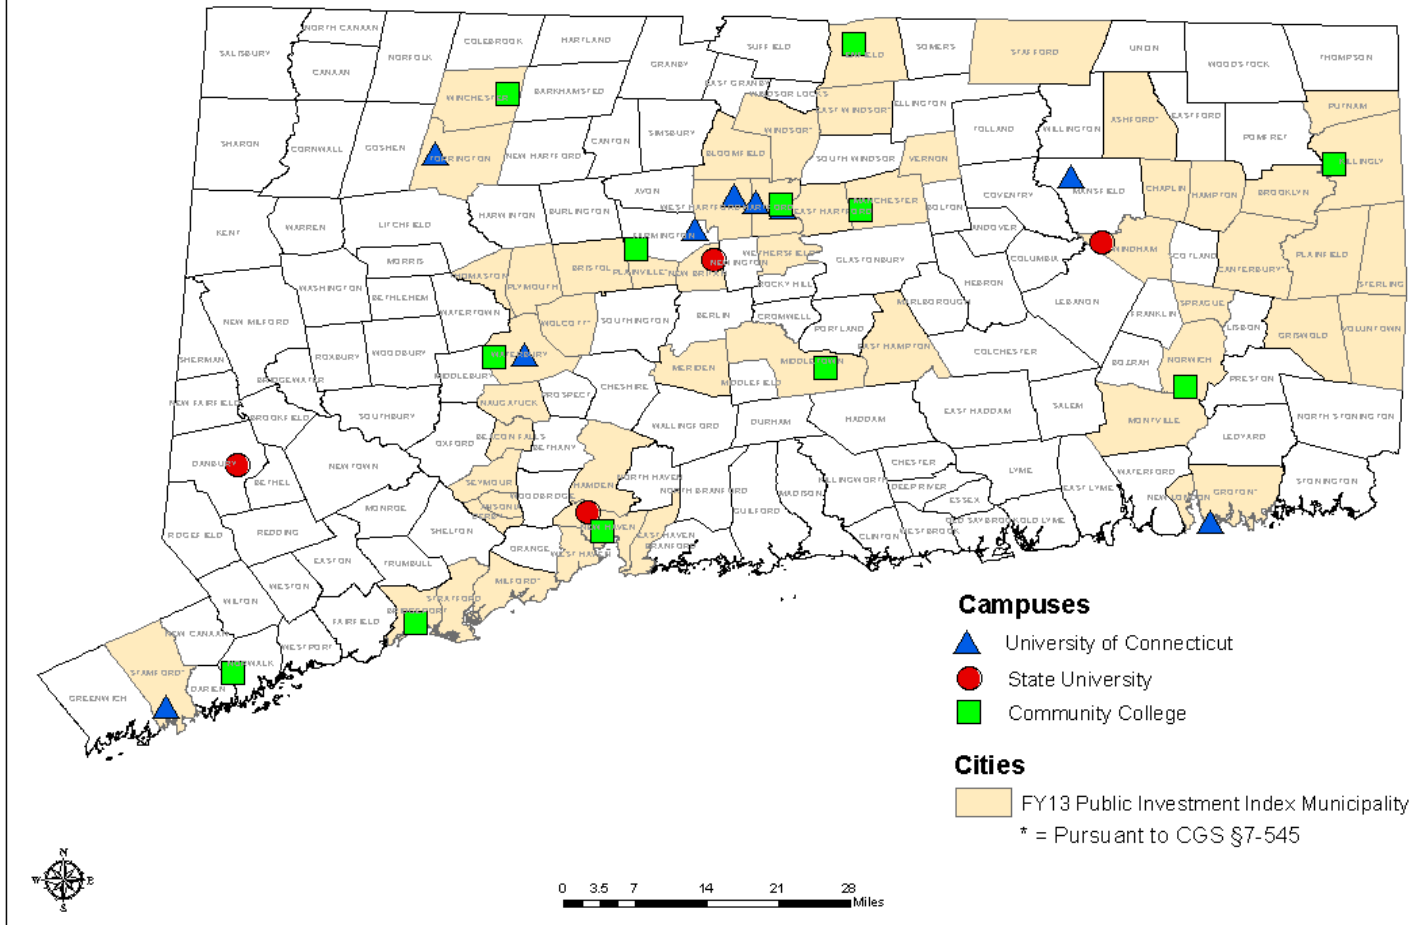 NORTH CANAAN
COLEBROOK
HARTLAND
SALISBURY
NORFOLK
CANAAN
GRANBY
SUFFIELD
SOMERS
STAFFORD
UNION
WOODSTOCK
THOMPSON
EAST GRANBY
WINDSOR LOCKS
WINCHESTER
BARKHAMSTED
EAST WINDSOR*
ELLINGTON
PUTNAM
EASTFORD
ASHFORD*
SHARON
CORNWALL
GOSHEN
TORRINGTON
NEW HARTFORD
CANTON
SIMSBURY
BLOOMFIELD
WINDSOR*
SOUTH WINDSOR
VERNON
TOLLAND
WILLINGTON
POMFRET
KILLINGLY
AVON
WEST HARTFORD
EAST HARTFORD
MANCHESTER
BOLTON
COVENTRY
MANSFIELD
CHAPLIN
HAMPTON
BROOKLYN
KENT
WARREN
LITCHFIELD
HARWINTON
BURLINGTON
FARMINGTON
ANDOVER
WINDHAM
SCOTLAND
CANTERBURY*
PLAINFIELD
STERLING
MORRIS
THOMASTON
PLYMOUTH
BRISTOL
PLAINVILLE*
NEW BRITAIN
NEWINGTON
WETHERSFIELD
GLASTONBURY
COLUMBIA
HEBRON
ROCKY HILL
WASHINGTON
BETHLEHEM
WATERTOWN
NEW MILFORD
WOLCOTT*
SOUTHINGTON
BERLIN
CROMWELL
PORTLAND
MARLBOROUGH
LEBANON
FRANKLIN
SPRAGUE
LISBON
GRISWOLD
VOLUNTOWN
EAST HAMPTON
COLCHESTER
BOZRAH
NORWICH
PRESTON
SHERMAN
ROXBURY
WOODBURY
WATERBURY
MIDDLEBURY
BRIDGEWATER
MERIDEN
MIDDLEFIELD
NEW FAIRFIELD
BROOKFIELD
SOUTHBURY
NAUGATUCK
PROSPECT
CHESHIRE
WALLINGFORD
DURHAM
HADDAM
EAST HADDAM
SALEM
MONTVILLE
NORTH STONINGTON
LEDYARD
OXFORD
BEACON FALLS
BETHANY
DANBURY
BETHEL
NEWTOWN
SEYMOUR
WOODBRIDGE
HAMDEN
NORTH HAVEN
NORTH BRANFORD
GUILFORD
MADISON
KILLINGWORTH
CHESTER
DEEP RIVER
ESSEX
LYME
EAST LYME
WATERFORD
NEW LONDON
GROTON*
STONINGTON
ANSONIA
DERBY
RIDGEFIELD
REDDING
MONROE
SHELTON
ORANGE
WEST HAVEN
NEW HAVEN
EAST HAVEN
BRANFORD
CLINTON
WESTBROOK
OLD SAYBROOK
OLD LYME
EASTON
TRUMBULL
MILFORD*
WESTON
WILTON
STRATFORD
BRIDGEPORT
FAIRFIELD
NEW CANAAN
WESTPORT
NORWALK
STAMFORD*
DARIEN
GREENWICH
Campuses
University of Connecticut
State University
Community College
Cities
FY13 Public Investment Index Municipality
* = Pursuant to CGS §7-545
N
W E
S
0 3.5 7 14 21 28
Miles